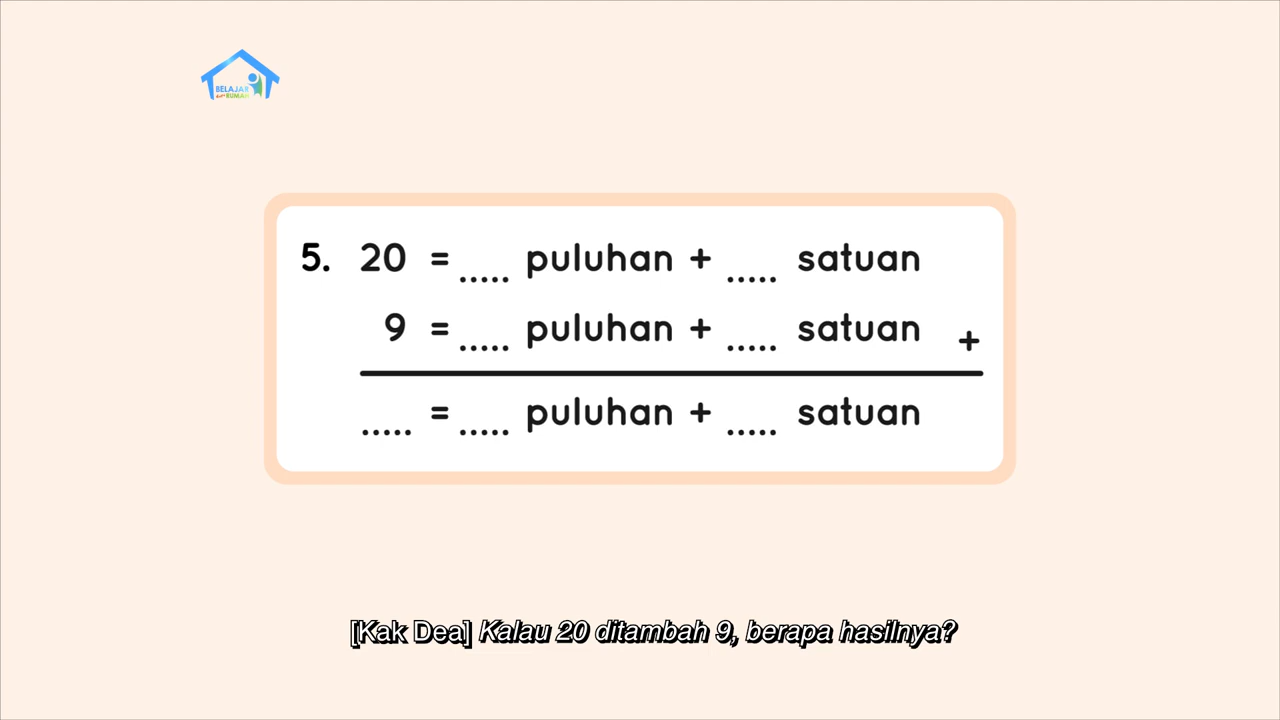 BELAJAR
dari RUMAH
5. 20 = ..... puluhan + ..... satuan
9 = ..... puluhan + ..... satuan +
..... = ..... puluhan + ..... satuan
[Kak Dea] Kalau 20 ditambah 9, berapa hasilnya?